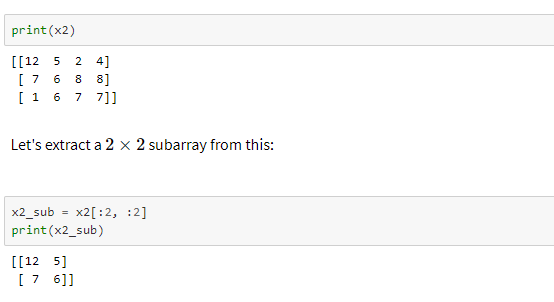 print(x2)
[[12  5  2  4]
 [ 7  6  8  8]
 [ 1  6  7  7]]
Let's extract a 2 × 2 subarray from this:
x2_sub = x2[:2, :2]
print(x2_sub)
[[12  5]
 [ 7  6]]